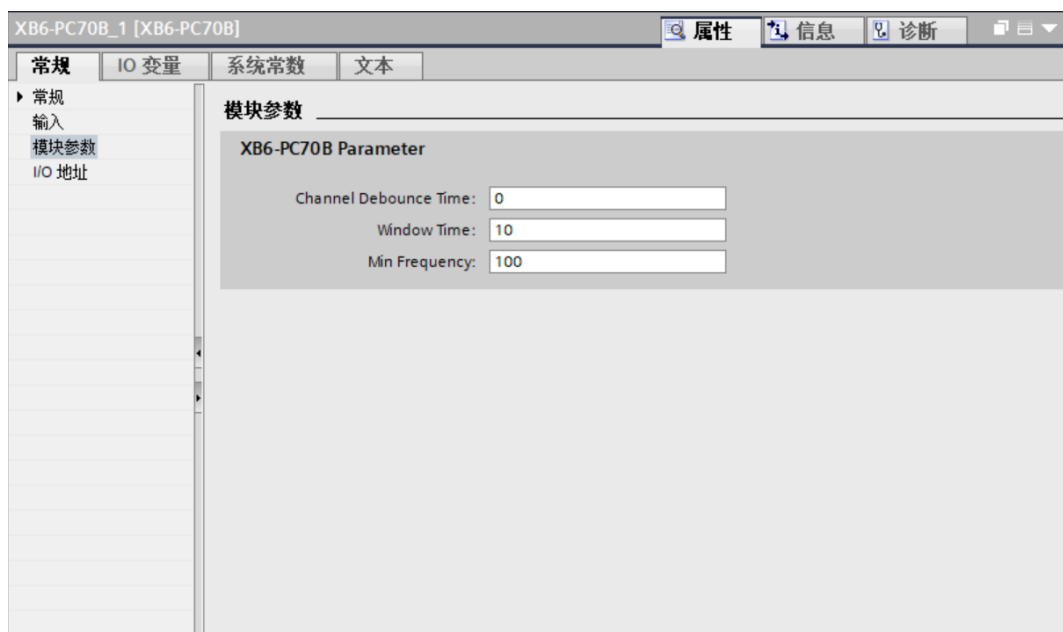 XB6-PC70B_1 [XB6-PC70B]
属性
信息
诊断
常规
IO 变量
系统常数
文本
常规
输入
模块参数
I/O 地址
模块参数
XB6-PC70B Parameter
Channel Debounce Time: 0
Window Time: 10
Min Frequency: 100